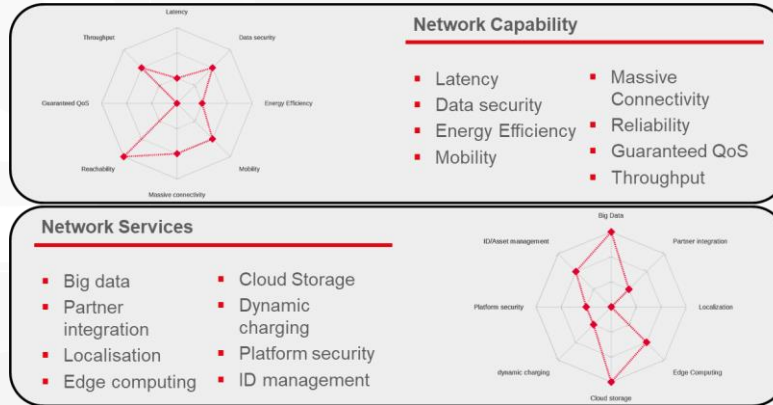 Latency
Throughput
Data security
Guaranteed QoS
Energy Efficiency
Reachability
Mobility
Massive connectivity
Network Capability
Latency
Data security
Energy Efficiency
Mobility
Massive
Connectivity
Reliability
Guaranteed QoS
Throughput
Network Services
Big data
Partner
integration
Localisation
Edge computing
Cloud Storage
Dynamic
charging
Platform security
ID management
Big Data
ID/Asset management
Partner integration
Platform security
Localization
dynamic charging
Edge Computing
Cloud storage